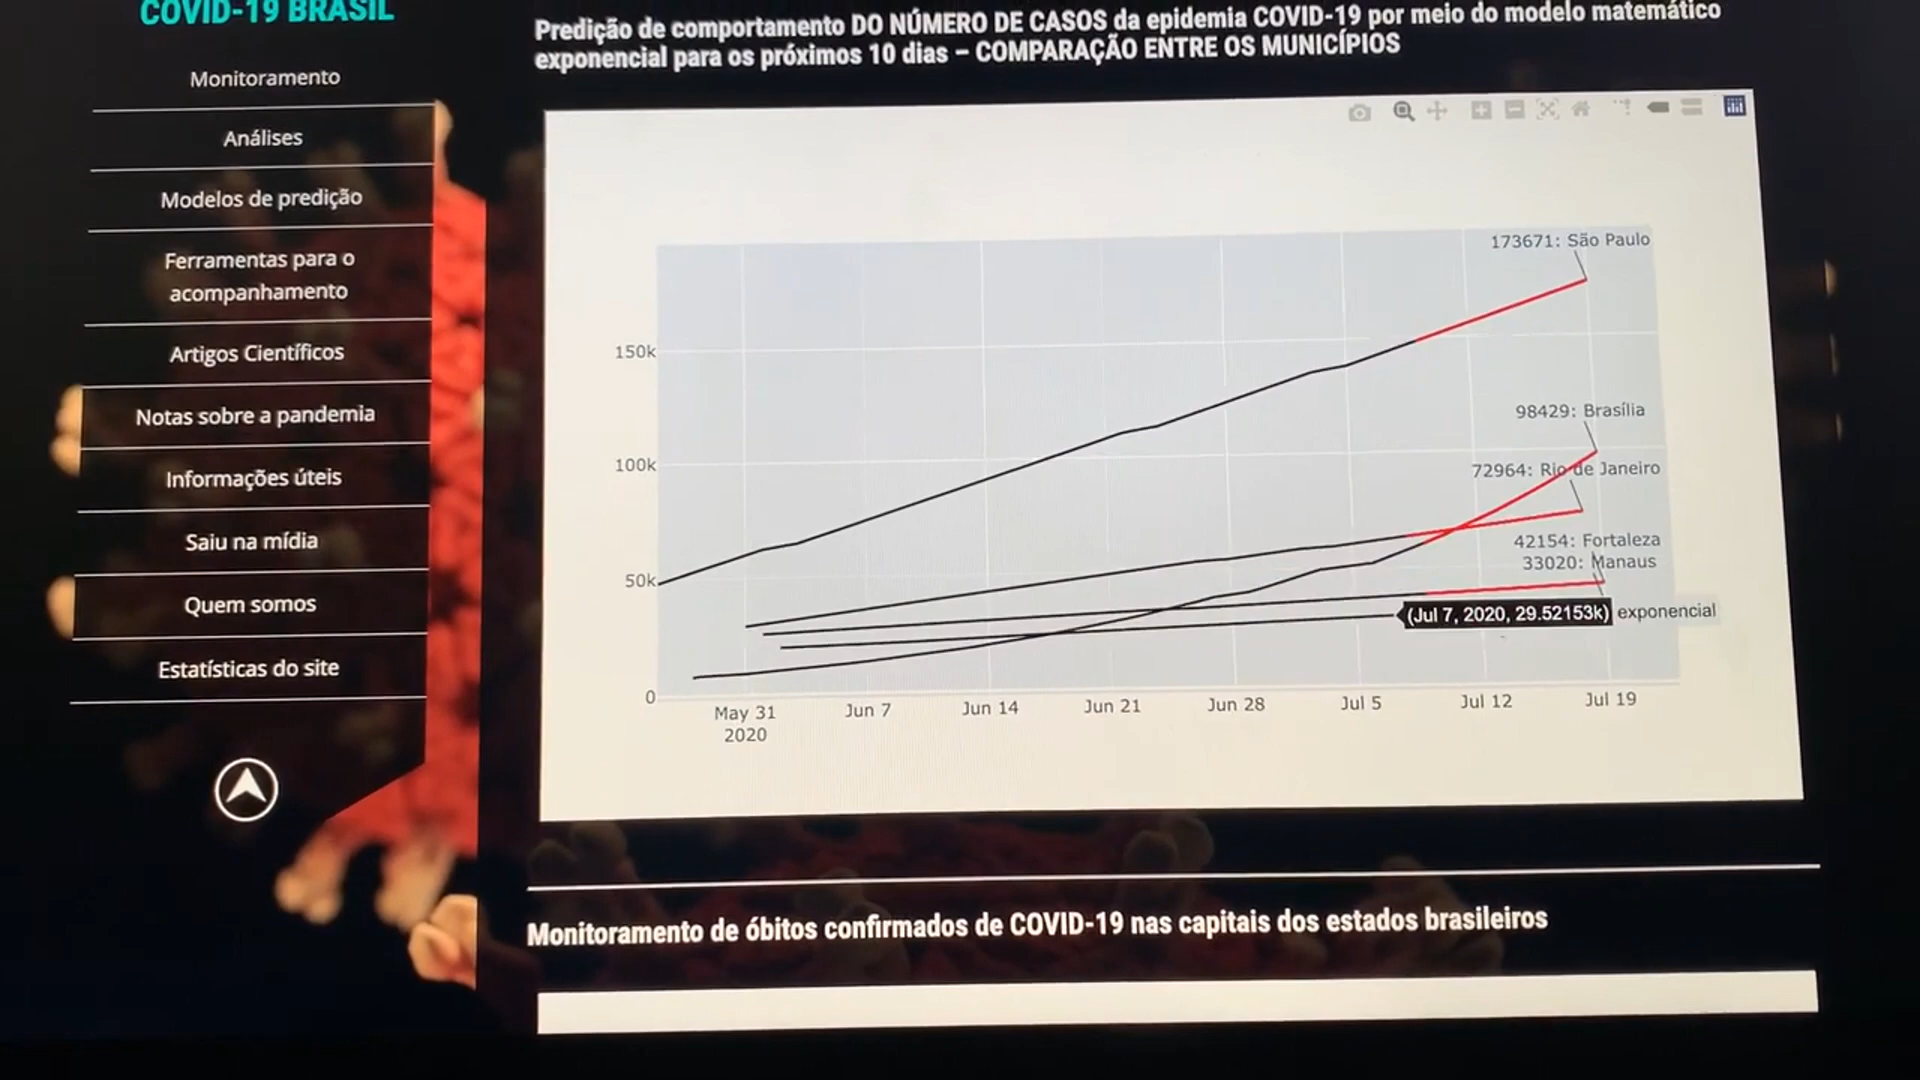 COVID-19 BRASIL
Monitoramento
Análises
Modelos de predição
Ferramentas para o
acompanhamento
Artigos Científicos
Notas sobre a pandemia
Informações úteis
Saiu na mídia
Quem somos
Estatísticas do site
Predição de comportamento DO NÚMERO DE CASOS da epidemia COVID-19 por meio do modelo matemático
exponencial para os próximos 10 dias – COMPARAÇÃO ENTRE OS MUNICÍPIOS
173671: São Paulo
150k
98429: Brasília
100k
72964: Rio de Janeiro
42154: Fortaleza
33020: Manaus
50k
(Jul 7, 2020, 29.52153k) exponencial
0
May 31 Jun 7 Jun 14 Jun 21 Jun 28 Jul 5 Jul 12 Jul 19
2020
Monitoramento de óbitos confirmados de COVID-19 nas capitais dos estados brasileiros